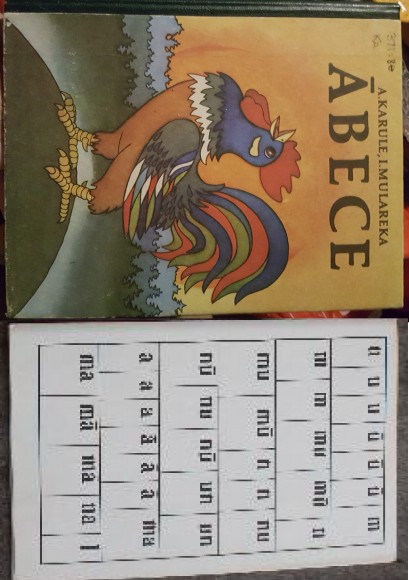 A.KARULE, I.MULAREKA
ĀBECE
u u u ū ū ū m
m m mu mū n
mu mū n n nu
nū nu nū un un
a a a ā ā ā ma
ma mā ma na l